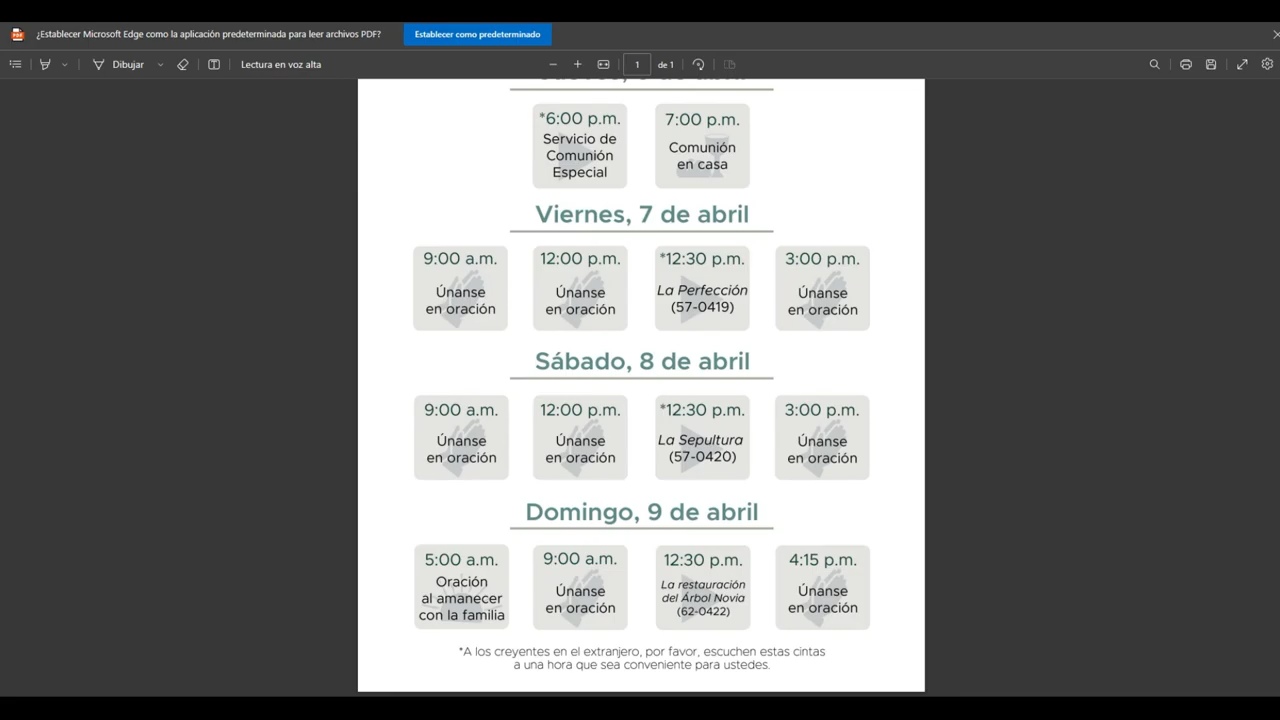 ¿Establecer Microsoft Edge como la aplicación predeterminada para leer archivos PDF?
Establecer como predeterminado
Dibujar
Lectura en voz alta
1 de 1
*6:00 p.m.
Servicio de
Comunión
Especial
7:00 p.m.
Comunión
en casa
Viernes, 7 de abril
9:00 a.m.
Únanse
en oración
12:00 p.m.
Únanse
en oración
*12:30 p.m.
La Perfección
(57-0419)
3:00 p.m.
Únanse
en oración
Sábado, 8 de abril
9:00 a.m.
Únanse
en oración
12:00 p.m.
Únanse
en oración
*12:30 p.m.
La Sepultura
(57-0420)
3:00 p.m.
Únanse
en oración
Domingo, 9 de abril
5:00 a.m.
Oración
al amanecer
con la familia
9:00 a.m.
Únanse
en oración
12:30 p.m.
La restauración
del Árbol Novia
(62-0422)
4:15 p.m.
Únanse
en oración
*A los creyentes en el extranjero, por favor, escuchen estas cintas
a una hora que sea conveniente para ustedes.